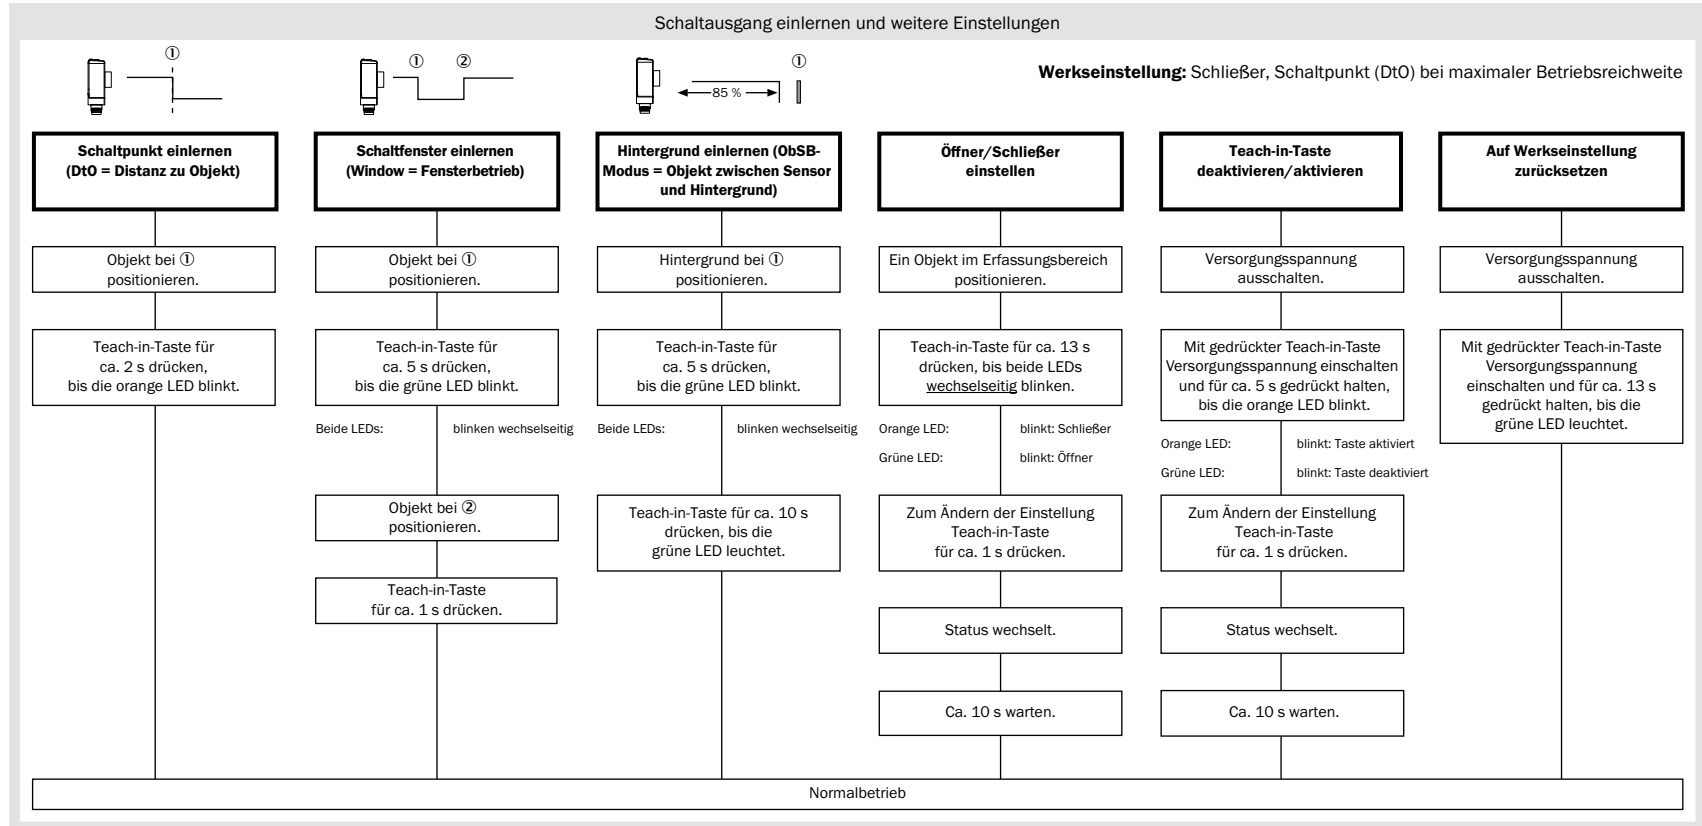 Schaltausgang einlernen und weitere Einstellungen
①
① ②
85 %
①
Werkseinstellung: Schließer, Schaltpunkt (DtO) bei maximaler Betriebsreichweite
Schaltpunkt einlernen
(DtO = Distanz zu Objekt)
Objekt bei ①
positionieren.
Teach-in-Taste für
ca. 2 s drücken,
bis die orange LED blinkt.
Schaltfenster einlernen
(Window = Fensterbetrieb)
Objekt bei ①
positionieren.
Teach-in-Taste für
ca. 5 s drücken,
bis die grüne LED blinkt.
Beide LEDs: blinken wechselseitig
Objekt bei ②
positionieren.
Teach-in-Taste
für ca. 1 s drücken.
Hintergrund einlernen (ObSB-
Modus = Objekt zwischen Sensor
und Hintergrund)
Hintergrund bei ①
positionieren.
Teach-in-Taste für
ca. 5 s drücken,
bis die grüne LED blinkt.
Beide LEDs: blinken wechselseitig
Teach-in-Taste für ca. 10 s
drücken, bis die
grüne LED leuchtet.
Öffner/Schließer
einstellen
Ein Objekt im Erfassungsbereich
positionieren.
Teach-in-Taste für ca. 13 s
drücken, bis beide LEDs
wechselseitig blinken.
Orange LED: blinkt: Schließer
Grüne LED: blinkt: Öffner
Zum Ändern der Einstellung
Teach-in-Taste
für ca. 1 s drücken.
Status wechselt.
Ca. 10 s warten.
Teach-in-Taste
deaktivieren/aktivieren
Versorgungsspannung
ausschalten.
Mit gedrückter Teach-in-Taste
Versorgungsspannung einschalten
und für ca. 5 s gedrückt halten,
bis die orange LED blinkt.
Orange LED: blinkt: Taste aktiviert
Grüne LED: blinkt: Taste deaktiviert
Zum Ändern der Einstellung
Teach-in-Taste
für ca. 1 s drücken.
Status wechselt.
Ca. 10 s warten.
Auf Werkseinstellung
zurücksetzen
Versorgungsspannung
ausschalten.
Mit gedrückter Teach-in-Taste
Versorgungsspannung
einschalten und für ca. 13 s
gedrückt halten, bis die
grüne LED leuchtet.
Normalbetrieb